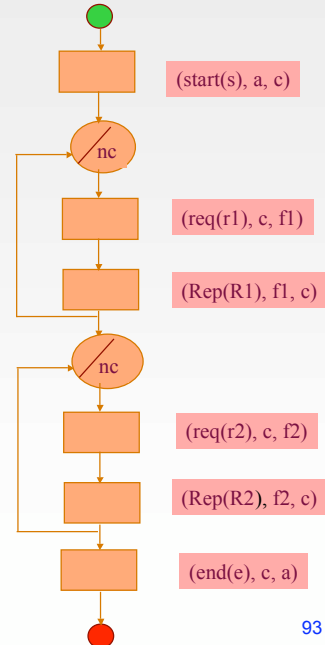 (start(s), a, c)
nc
(req(r1), c, f1)
(Rep(R1), f1, c)
nc
(req(r2), c, f2)
(Rep(R2), f2, c)
(end(e), c, a)
93